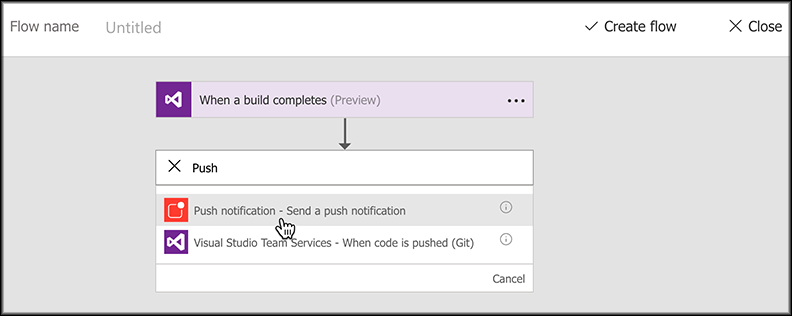 Flow name Untitled Create flow Close
When a build completes (Preview)
Push
Push notification - Send a push notification
Visual Studio Team Services - When code is pushed (Git)
Cancel